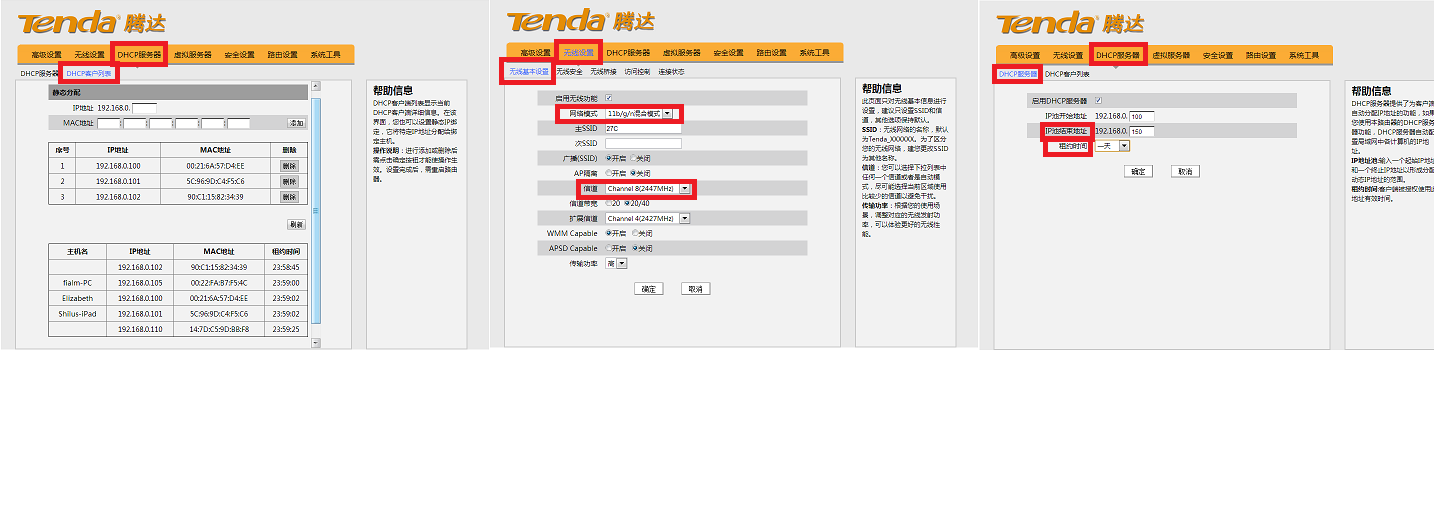 Tenda 腾达
高级设置 无线设置 DHCP服务器 虚拟服务器 安全设置 路由设置 系统工具
DHCP服务器 DHCP客户列表
静态分配
IP地址 192.168.0.
MAC地址 : : : : : 添加
序号 IP地址 MAC地址 删除
1 192.168.0.100 00:21:6A:57:D4:EE 删除
2 192.168.0.101 5C:96:9D:C4:F5:C6 删除
3 192.168.0.102 90:C1:15:82:34:39 删除
刷新
主机名 IP地址 MAC地址 租约时间
192.168.0.102 90:C1:15:82:34:39 23:58:45
fialm-PC 192.168.0.105 00:22:FA:B7:F5:4C 23:59:00
Elizabeth 192.168.0.100 00:21:6A:57:D4:EE 23:59:02
Shilus-iPad 192.168.0.101 5C:96:9D:C4:F5:C6 23:59:02
192.168.0.110 14:7D:C5:9D:BB:F8 23:59:25
帮助信息
DHCP客户端列表显示当前
DHCP客户端详细信息。在该
界面，您也可以设置静态IP绑
定，它将特定IP地址分配给绑
定主机。
操作说明：进行添加或删除后
需点击确定按钮才能使操作生
效。设置完成后，需重启路由
器。
Tenda 腾达
高级设置 无线设置 DHCP服务器 虚拟服务器 安全设置 路由设置 系统工具
无线基本设置 无线安全 无线桥接 访问控制 连接状态
启用无线功能
网络模式 11b/g/n混合模式
主SSID 27C
次SSID
广播(SSID) 开启 关闭
AP隔离 开启 关闭
信道 Channel 8(2447MHz)
信道带宽 20 20/40
扩展信道 Channel 4(2427MHz)
WMM Capable 开启 关闭
APSD Capable 开启 关闭
传输功率 高
确定 取消
帮助信息
此页面只对无线基本信息进行
设置，建议只设置SSID和信
道，其他选项保持默认。
SSID：无线网络的名称，默认
为Tenda_XXXXXX。为了区分
您的无线网络，建您更改SSID
为其他名称。
信道：您可以选择下拉列表中
任何一个信道或者是自动模
式，尽可能选择当前区域使用
比较少的信道以避免干扰。
传输功率：根据您的使用场
景，调整对应的无线发射功
率，可以体验更好的无线性
能。
Tenda 腾达
高级设置 无线设置 DHCP服务器 虚拟服务器 安全设置 路由设置 系统工具
DHCP服务器 DHCP客户列表
启用DHCP服务器
IP池开始地址 192.168.0. 100
IP池结束地址 192.168.0. 150
租约时间 一天
确定 取消
帮助信息
DHCP服务器提供了为客户端
自动分配IP地址的功能，如果
您使用本路由器的DHCP服务
器功能，DHCP服务器自动配
置局域网中各计算机的IP地
址。
IP地址池:输入一个起始IP地址
和一个终止IP地址以形成分配
动态IP地址的范围。
租约时间:客户端被授权使用此
地址有效时间。